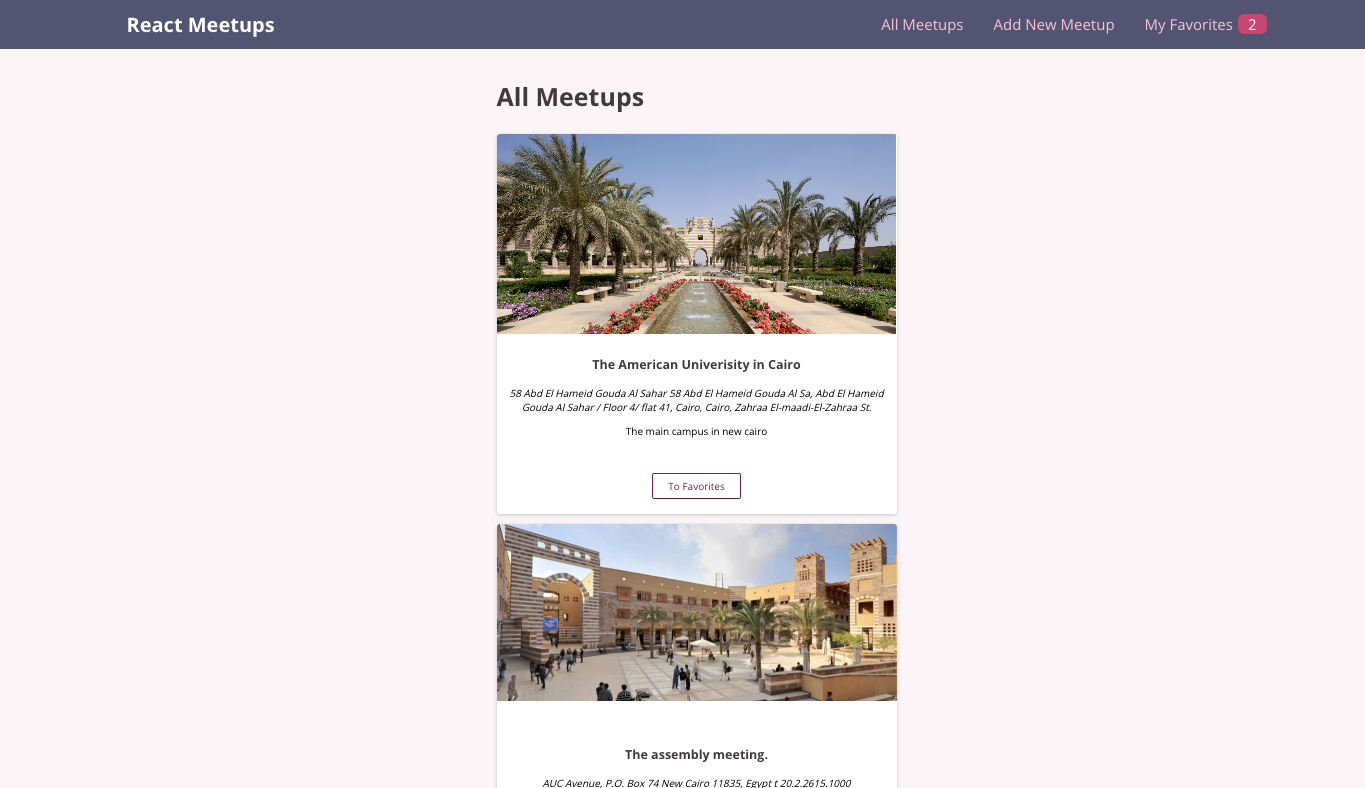 React Meetups
All Meetups
Add New Meetup
My Favorites 2
All Meetups
The American Univerisity in Cairo
58 Abd El Hameid Gouda Al Sahar 58 Abd El Hameid Gouda Al Sa, Abd El Hameid
Gouda Al Sahar / Floor 4/ flat 41, Cairo, Cairo, Zahraa El-maadi-El-Zahraa St.
The main campus in new cairo
To Favorites
The assembly meeting.
AUC Avenue, P.O. Box 74 New Cairo 11835, Egypt t 20.2.2615.1000